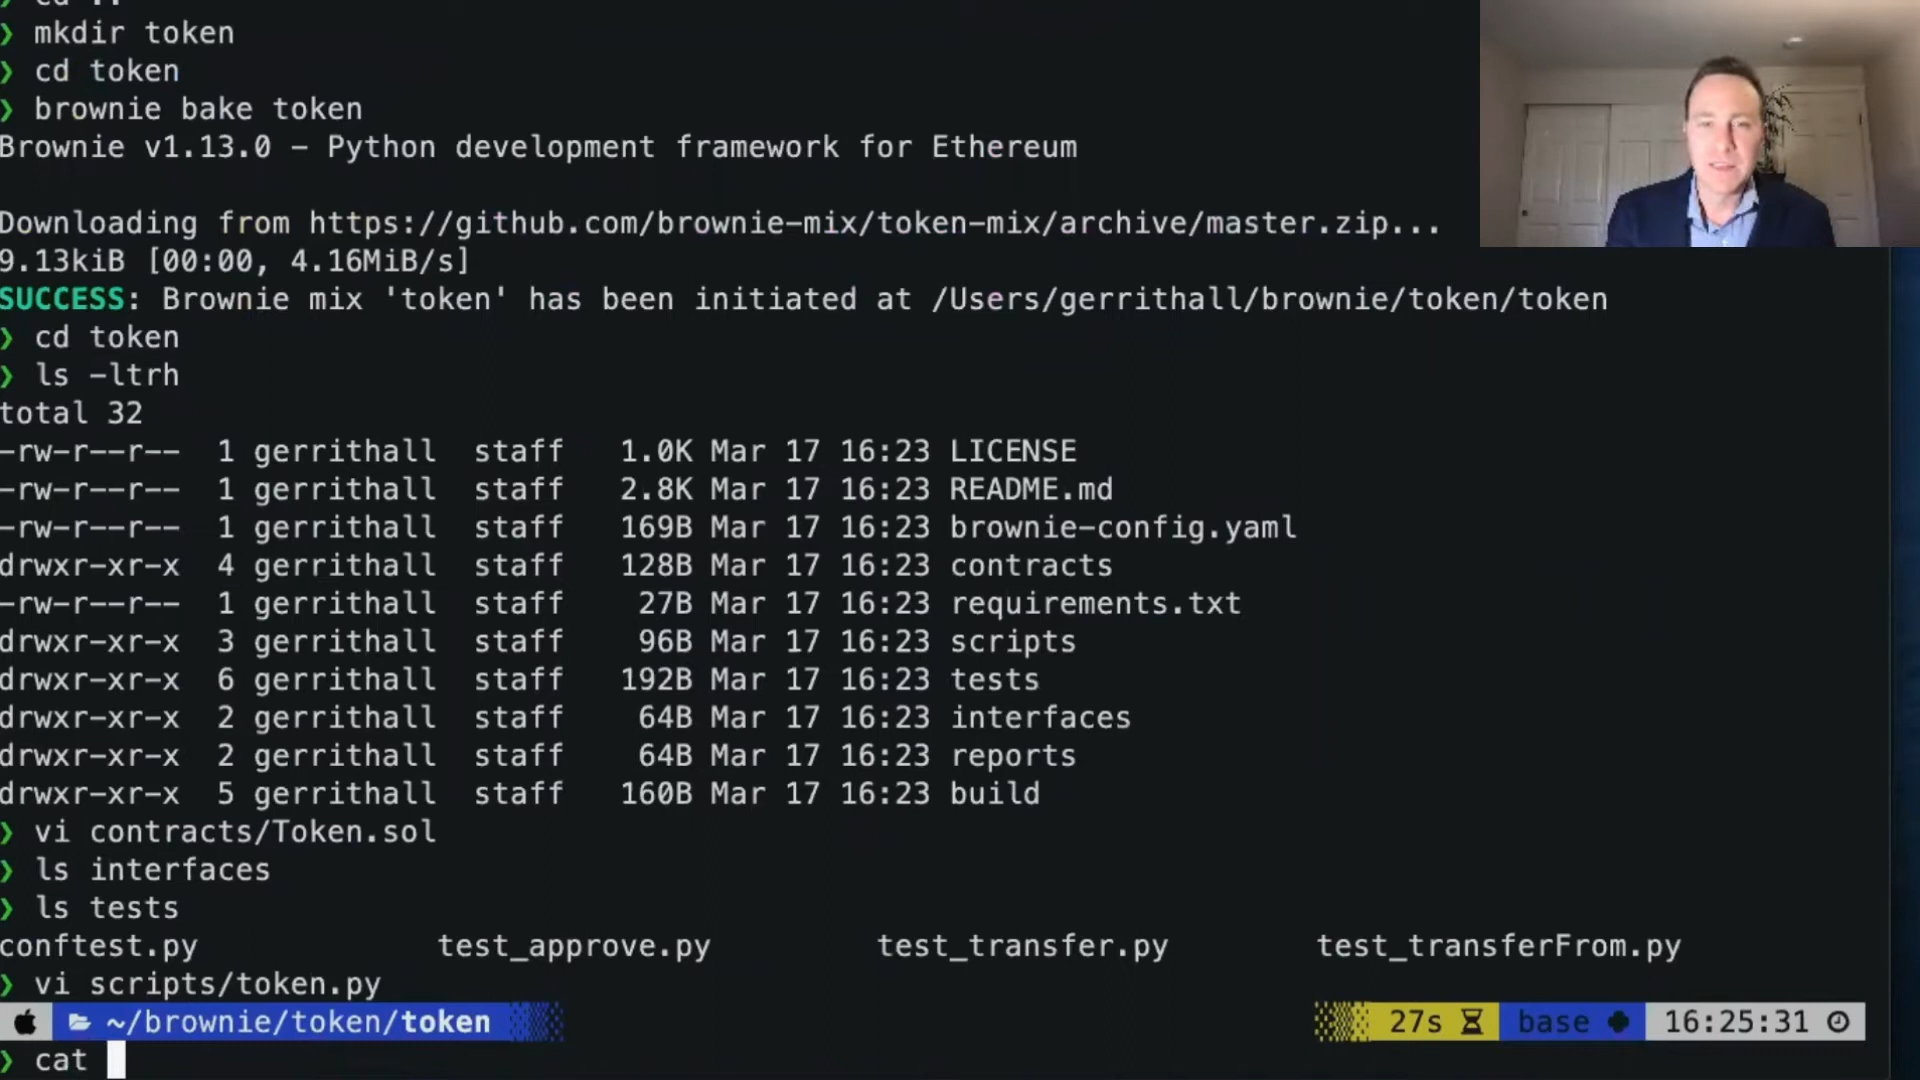 cd ..
❯ mkdir token
❯ cd token
❯ brownie bake token
Brownie v1.13.0 - Python development framework for Ethereum
Downloading from https://github.com/brownie-mix/token-mix/archive/master.zip...
9.13kiB [00:00, 4.16MiB/s]
SUCCESS: Brownie mix 'token' has been initiated at /Users/gerrithall/brownie/token/token
❯ cd token
❯ ls -ltrh
total 32
-rw-r--r-- 1 gerrithall staff 1.0K Mar 17 16:23 LICENSE
-rw-r--r-- 1 gerrithall staff 2.8K Mar 17 16:23 README.md
-rw-r--r-- 1 gerrithall staff 169B Mar 17 16:23 brownie-config.yaml
drwxr-xr-x 4 gerrithall staff 128B Mar 17 16:23 contracts
-rw-r--r-- 1 gerrithall staff 27B Mar 17 16:23 requirements.txt
drwxr-xr-x 3 gerrithall staff 96B Mar 17 16:23 scripts
drwxr-xr-x 6 gerrithall staff 192B Mar 17 16:23 tests
drwxr-xr-x 2 gerrithall staff 64B Mar 17 16:23 interfaces
drwxr-xr-x 2 gerrithall staff 64B Mar 17 16:23 reports
drwxr-xr-x 5 gerrithall staff 160B Mar 17 16:23 build
❯ vi contracts/Token.sol
❯ ls interfaces
❯ ls tests
conftest.py test_approve.py test_transfer.py test_transferFrom.py
❯ vi scripts/token.py
~/brownie/token/token 27s base 16:25:31
❯ cat